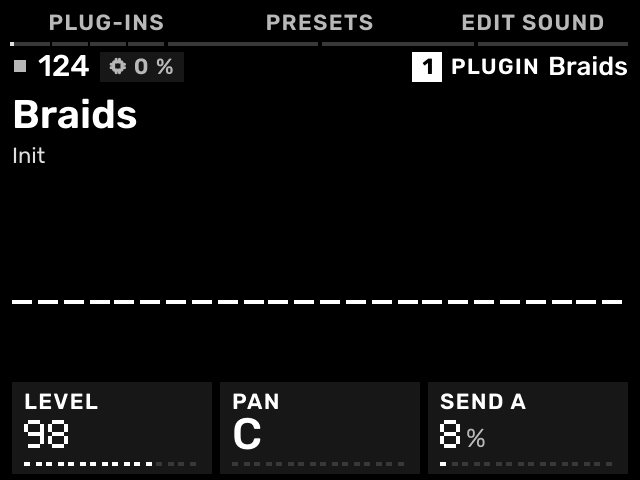 PLUG-INS PRESETS EDIT SOUND
124 0 % 1 PLUGIN Braids
Braids
Init
LEVEL PAN SEND A
98 C 8 %